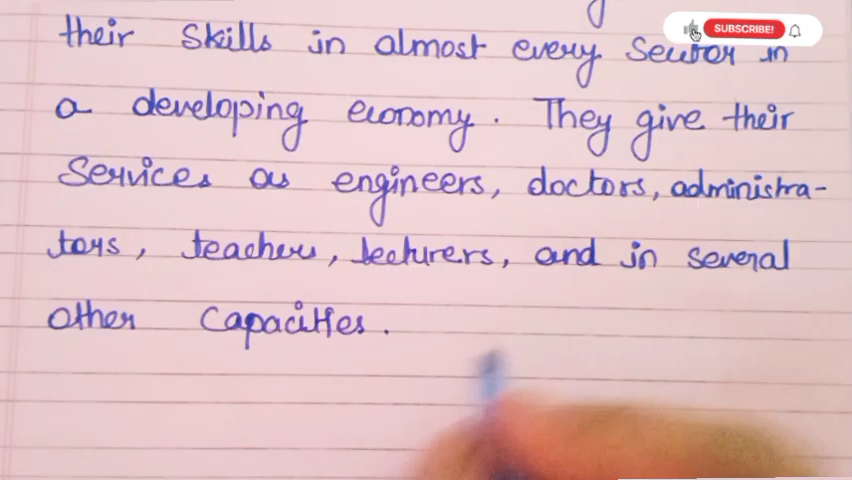 SUBSCRIBE!
their skills in almost every sector in
a developing economy. They give their
services as engineers, doctors, administra-
tors, teachers, lecturers, and in several
other capacities.